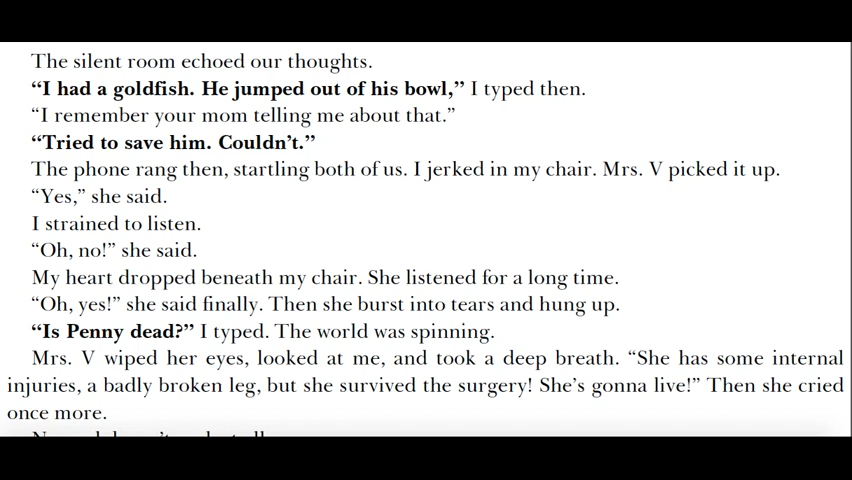 The silent room echoed our thoughts.
“I had a goldfish. He jumped out of his bowl,” I typed then.
“I remember your mom telling me about that.”
“Tried to save him. Couldn’t.”
The phone rang then, startling both of us. I jerked in my chair. Mrs. V picked it up.
“Yes,” she said.
I strained to listen.
“Oh, no!” she said.
My heart dropped beneath my chair. She listened for a long time.
“Oh, yes!” she said finally. Then she burst into tears and hung up.
“Is Penny dead?” I typed. The world was spinning.
Mrs. V wiped her eyes, looked at me, and took a deep breath. “She has some internal
injuries, a badly broken leg, but she survived the surgery! She’s gonna live!” Then she cried
once more.